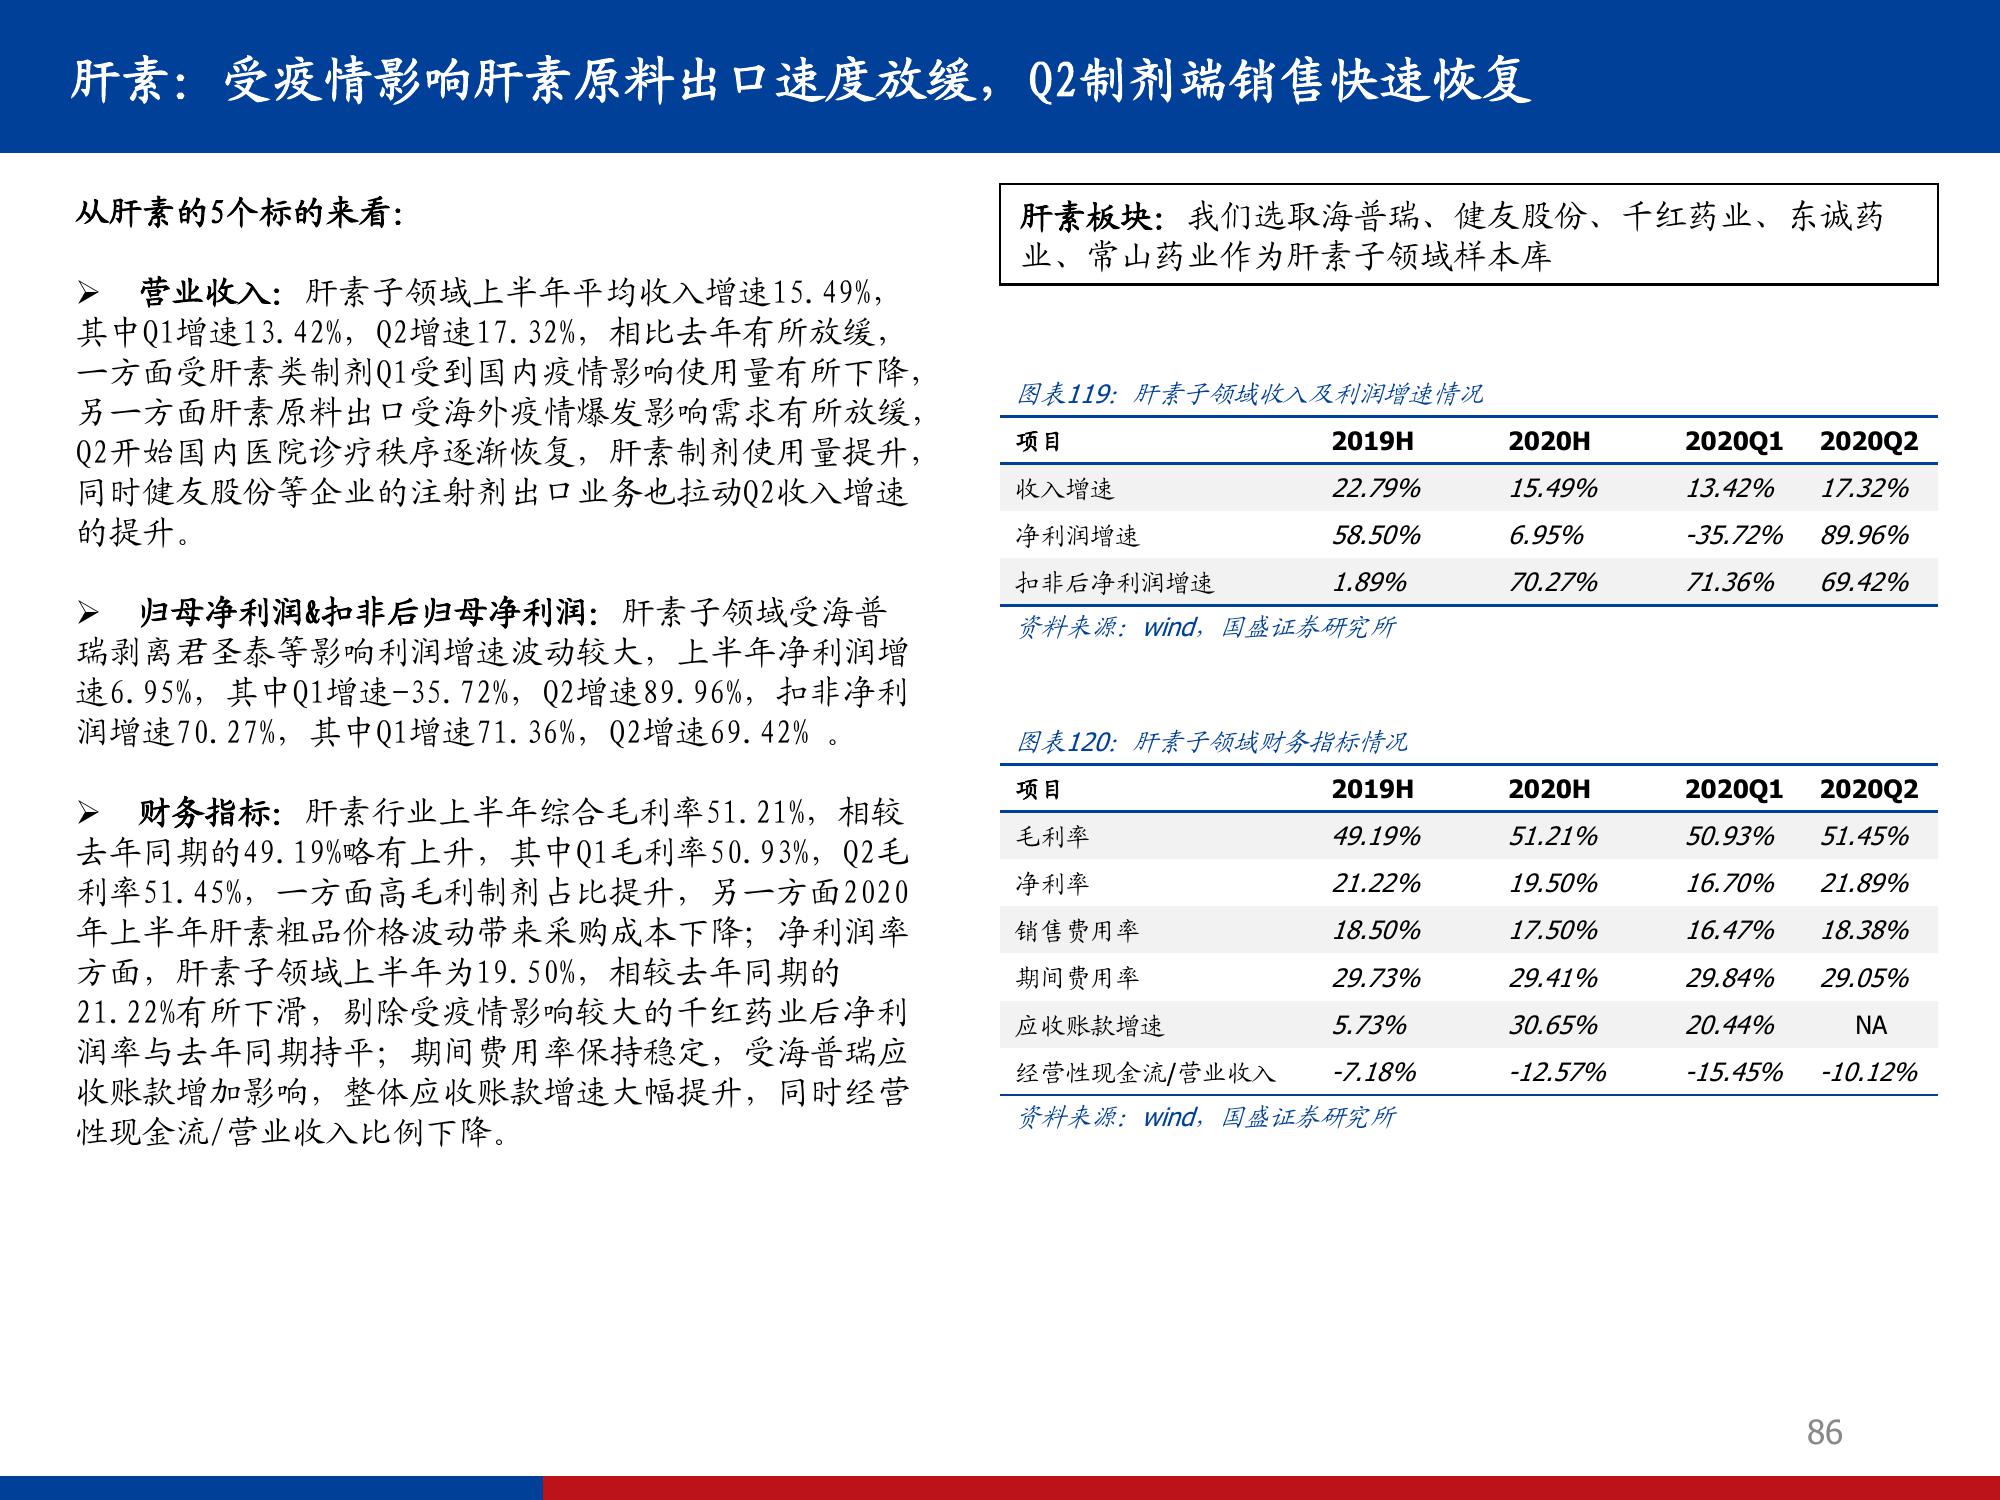 肝素：受疫情影响肝素原料出口速度放缓，Q2制剂端销售快速恢复
从肝素的5个标的来看：
➢ 营业收入：肝素子领域上半年平均收入增速15.49%，
其中Q1增速13.42%，Q2增速17.32%，相比去年有所放缓，
一方面受肝素类制剂Q1受到国内疫情影响使用量有所下降，
另一方面肝素原料出口受海外疫情爆发影响需求有所放缓，
Q2开始国内医院诊疗秩序逐渐恢复，肝素制剂使用量提升，
同时健友股份等企业的注射剂出口业务也拉动Q2收入增速
的提升。
➢ 归母净利润&扣非后归母净利润：肝素子领域受海普
瑞剥离君圣泰等影响利润增速波动较大，上半年净利润增
速6.95%，其中Q1增速-35.72%，Q2增速89.96%，扣非净利
润增速70.27%，其中Q1增速71.36%，Q2增速69.42% 。
➢ 财务指标：肝素行业上半年综合毛利率51.21%，相较
去年同期的49.19%略有上升，其中Q1毛利率50.93%，Q2毛
利率51.45%，一方面高毛利制剂占比提升，另一方面2020
年上半年肝素粗品价格波动带来采购成本下降；净利润率
方面，肝素子领域上半年为19.50%，相较去年同期的
21.22%有所下滑，剔除受疫情影响较大的千红药业后净利
润率与去年同期持平；期间费用率保持稳定，受海普瑞应
收账款增加影响，整体应收账款增速大幅提升，同时经营
性现金流/营业收入比例下降。
肝素板块：我们选取海普瑞、健友股份、千红药业、东诚药
业、常山药业作为肝素子领域样本库
图表119：肝素子领域收入及利润增速情况
项目 2019H 2020H 2020Q1 2020Q2
收入增速 22.79% 15.49% 13.42% 17.32%
净利润增速 58.50% 6.95% -35.72% 89.96%
扣非后净利润增速 1.89% 70.27% 71.36% 69.42%
资料来源：wind，国盛证券研究所
图表120：肝素子领域财务指标情况
项目 2019H 2020H 2020Q1 2020Q2
毛利率 49.19% 51.21% 50.93% 51.45%
净利率 21.22% 19.50% 16.70% 21.89%
销售费用率 18.50% 17.50% 16.47% 18.38%
期间费用率 29.73% 29.41% 29.84% 29.05%
应收账款增速 5.73% 30.65% 20.44% NA
经营性现金流/营业收入 -7.18% -12.57% -15.45% -10.12%
资料来源：wind，国盛证券研究所
86